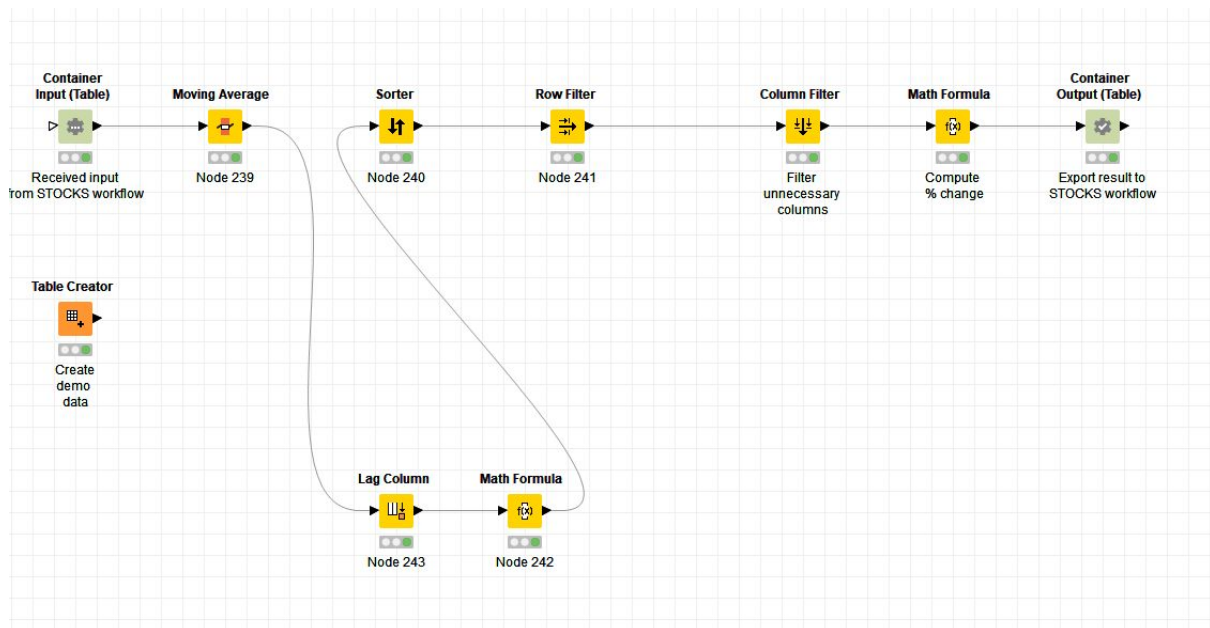 Container
Input (Table)
Received input
from STOCKS workflow
Moving Average
Node 239
Sorter
Node 240
Row Filter
Node 241
Column Filter
Filter
unnecessary
columns
Math Formula
f(x)
Compute
% change
Container
Output (Table)
Export result to
STOCKS workflow
Table Creator
Create
demo
data
Lag Column
Node 243
Math Formula
f(x)
Node 242